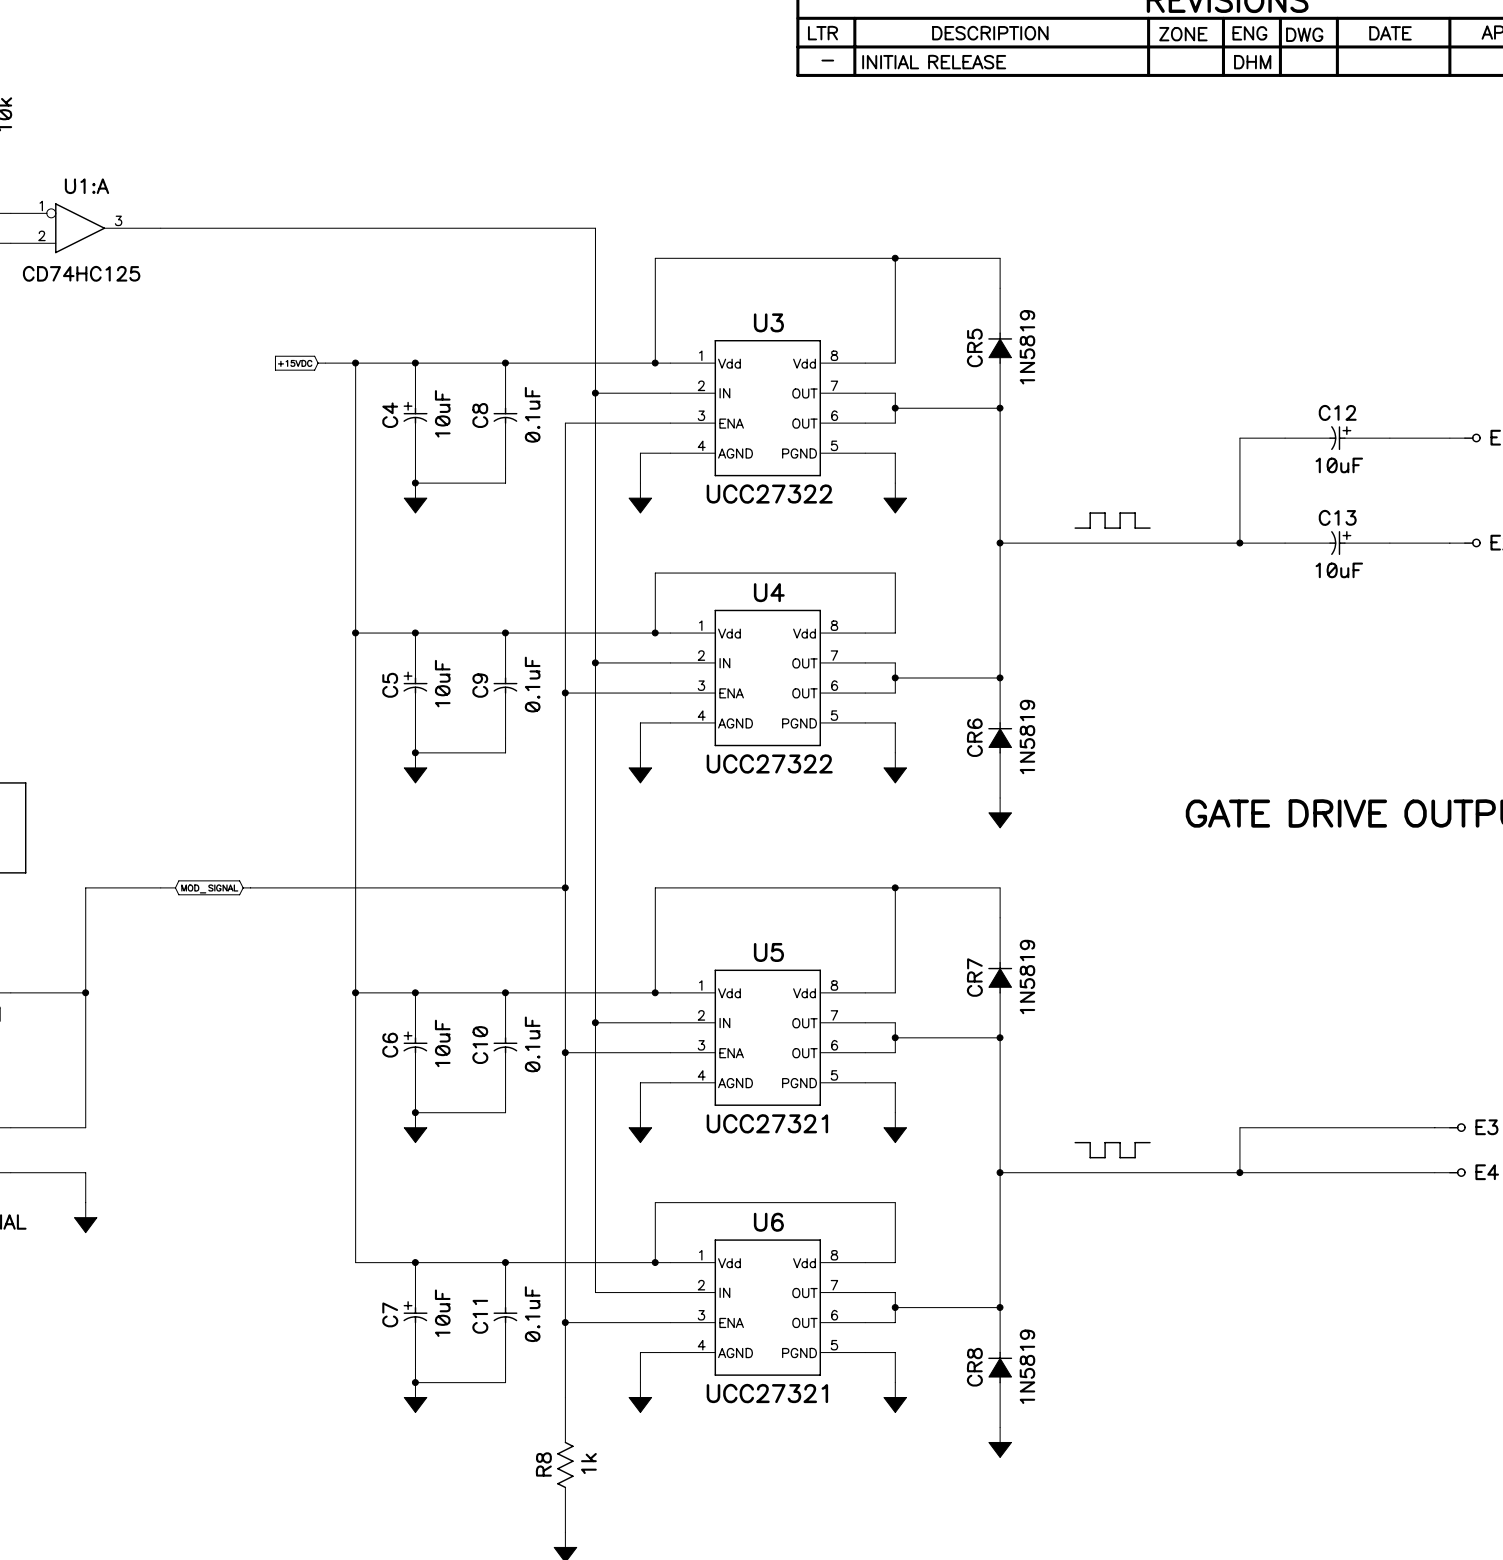 REVISIONS
LTR DESCRIPTION ZONE ENG DWG DATE AP
– INITIAL RELEASE DHM
10k
U1:A
1
2
3
CD74HC125
+15VDC
C4 + 10uF
C8 0.1uF
U3
1 Vdd Vdd 8
2 IN OUT 7
3 ENA OUT 6
4 AGND PGND 5
UCC27322
CR5 1N5819
C12
+
10uF
E
C13
+
10uF
E
C5 + 10uF
C9 0.1uF
U4
1 Vdd Vdd 8
2 IN OUT 7
3 ENA OUT 6
4 AGND PGND 5
UCC27322
CR6 1N5819
GATE DRIVE OUTPU
MOD_SIGNAL
C6 + 10uF
C10 0.1uF
U5
1 Vdd Vdd 8
2 IN OUT 7
3 ENA OUT 6
4 AGND PGND 5
UCC27321
CR7 1N5819
E3
E4
NAL
C7 + 10uF
C11 0.1uF
U6
1 Vdd Vdd 8
2 IN OUT 7
3 ENA OUT 6
4 AGND PGND 5
UCC27321
CR8 1N5819
R8 1k